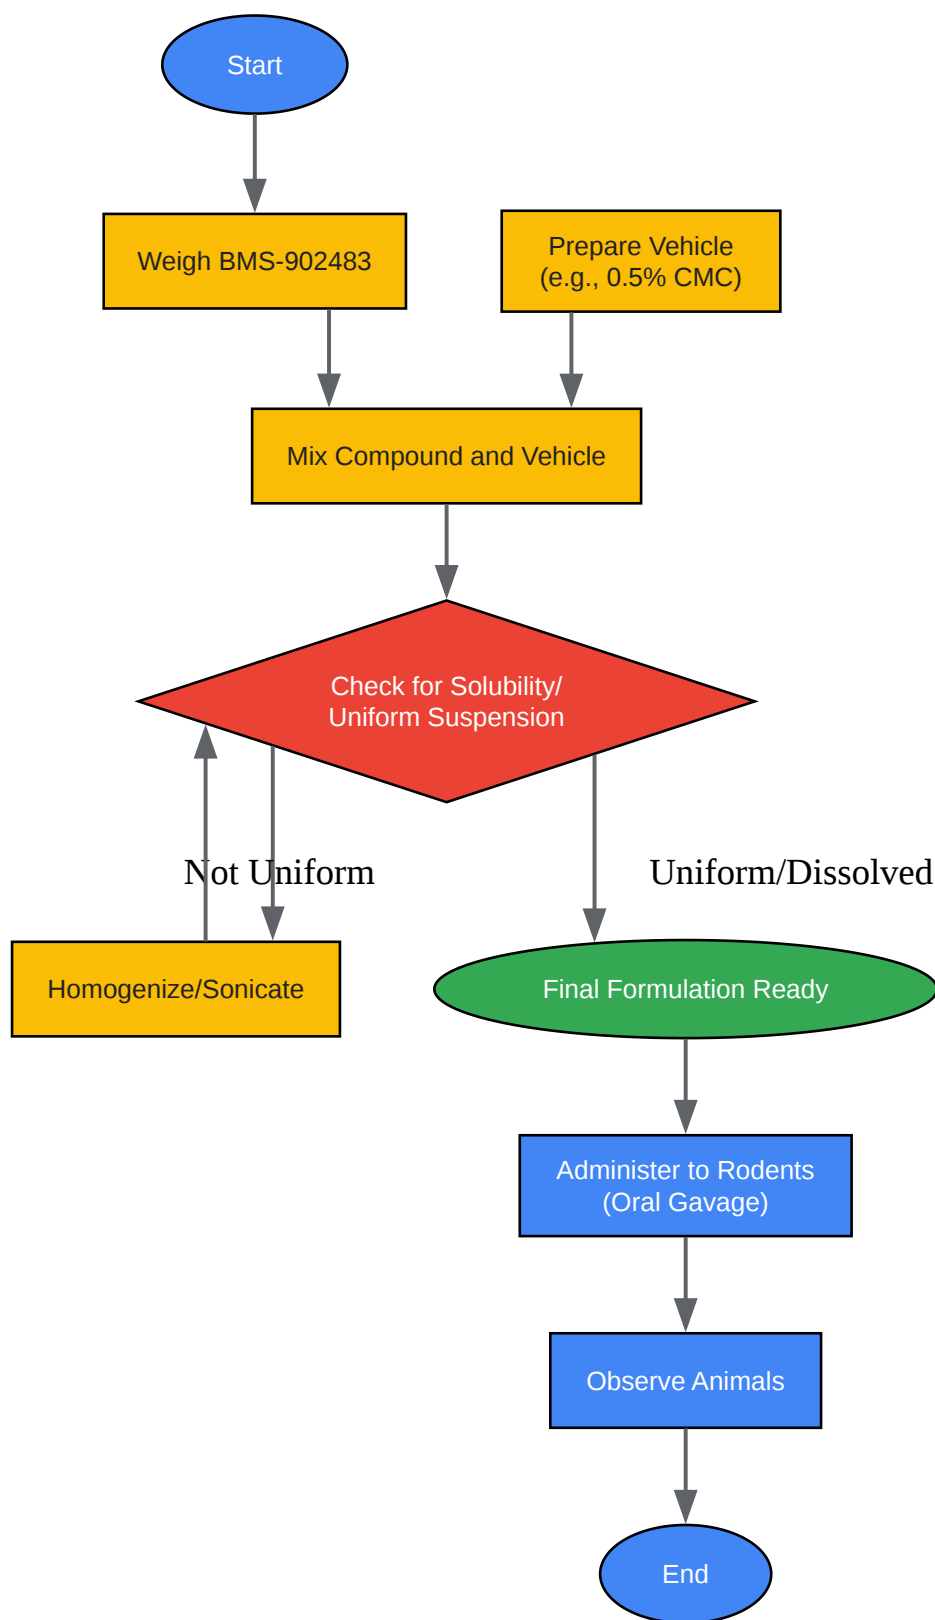 Start
Weigh BMS-902483
Prepare Vehicle
(e.g., 0.5% CMC)
Mix Compound and Vehicle
Check for Solubility/
Uniform Suspension
Not Uniform
Uniform/Dissolved
Homogenize/Sonicate
Final Formulation Ready
Administer to Rodents
(Oral Gavage)
Observe Animals
End